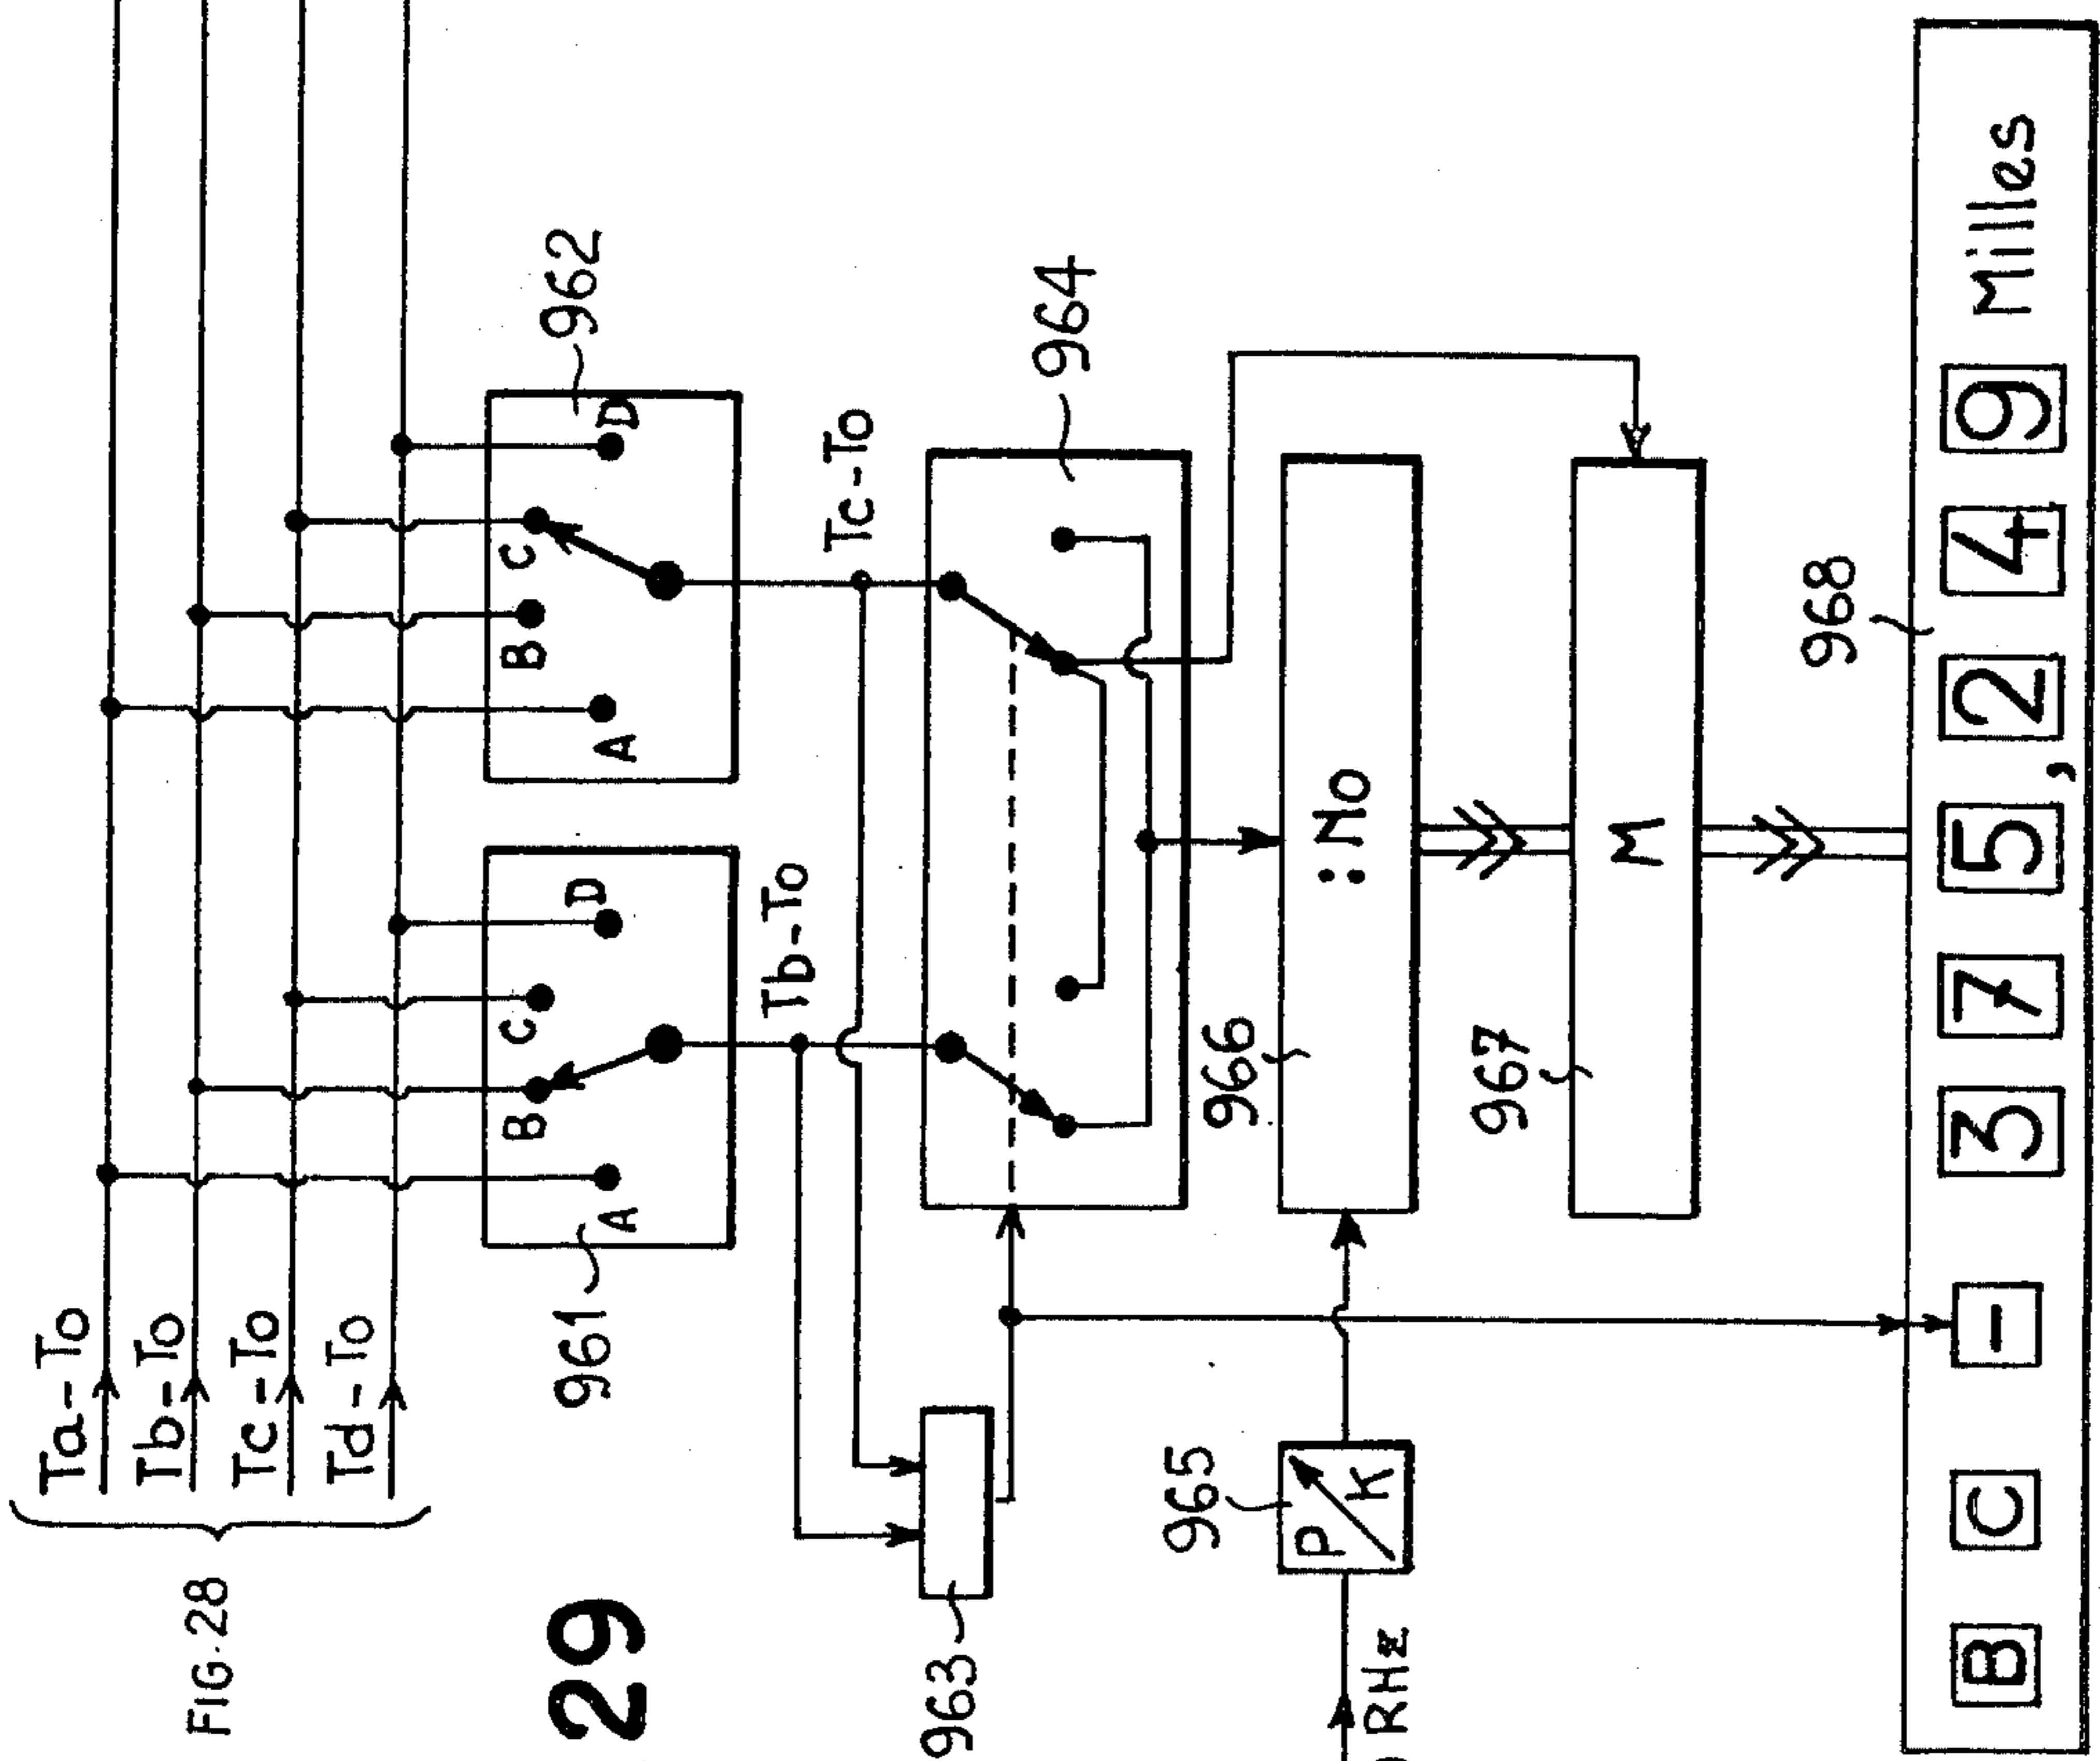 Ta-To
Tb-To
FIG.28
Tc-To
Td-To
A B C D
A B C D
961
962
29
Tb-To
Tc-To
963
964
965
P K
RHz
966
:No
967
M
968
B C - 3 7 5,2 4 9 Milles